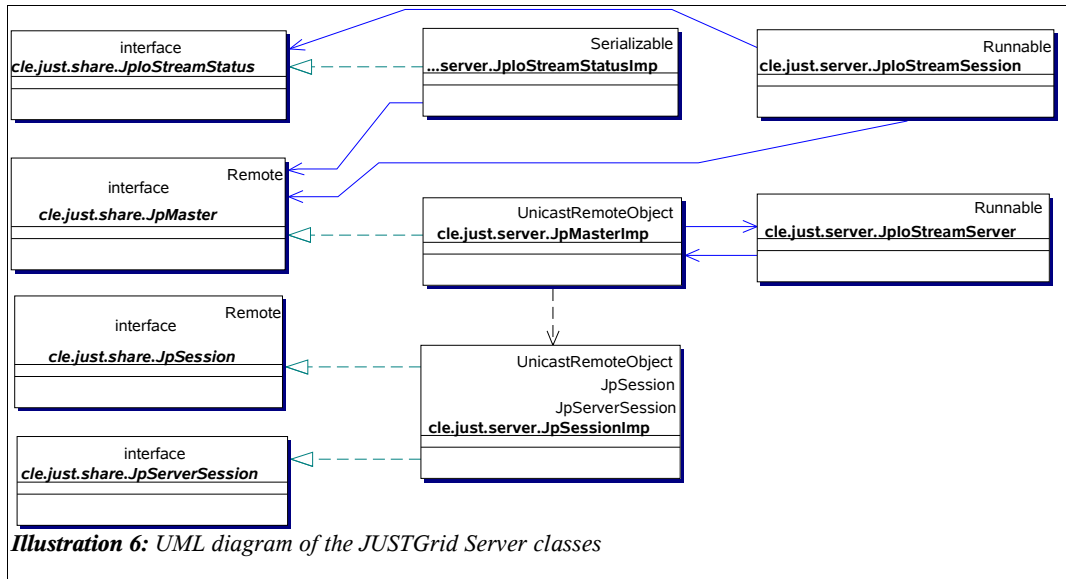 interface
cle.just.share.JpIoStreamStatus
Serializable
...server.JpIoStreamStatusImp
Runnable
cle.just.server.JpIoStreamSession
Remote
interface
cle.just.share.JpMaster
UnicastRemoteObject
cle.just.server.JpMasterImp
Runnable
cle.just.server.JpIoStreamServer
Remote
interface
cle.just.share.JpSession
UnicastRemoteObject
JpSession
JpServerSession
cle.just.server.JpSessionImp
interface
cle.just.share.JpServerSession
Illustration 6: UML diagram of the JUSTGrid Server classes